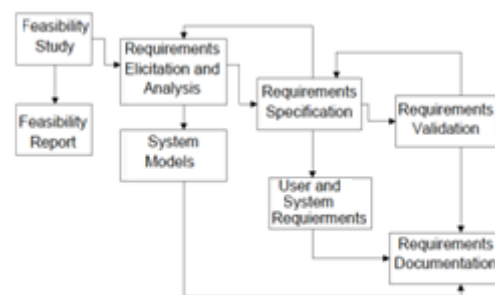 Feasibility
Study
Requirements
Elicitation and
Analysis
Requirements
Specification
Requirements
Validation
Feasibility
Report
System
Models
User and
System
Requierments
Requirements
Documentation